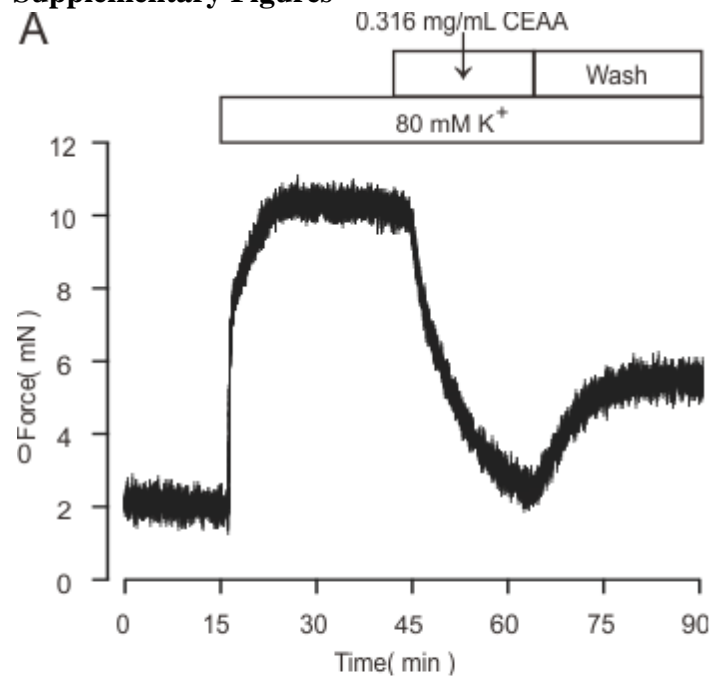 Supplementary Figures
A
0.316 mg/mL CEAA
Wash
80 mM K⁺
12
10
8
6
4
2
0
Force( mN )
0 15 30 45 60 75 90
Time( min )